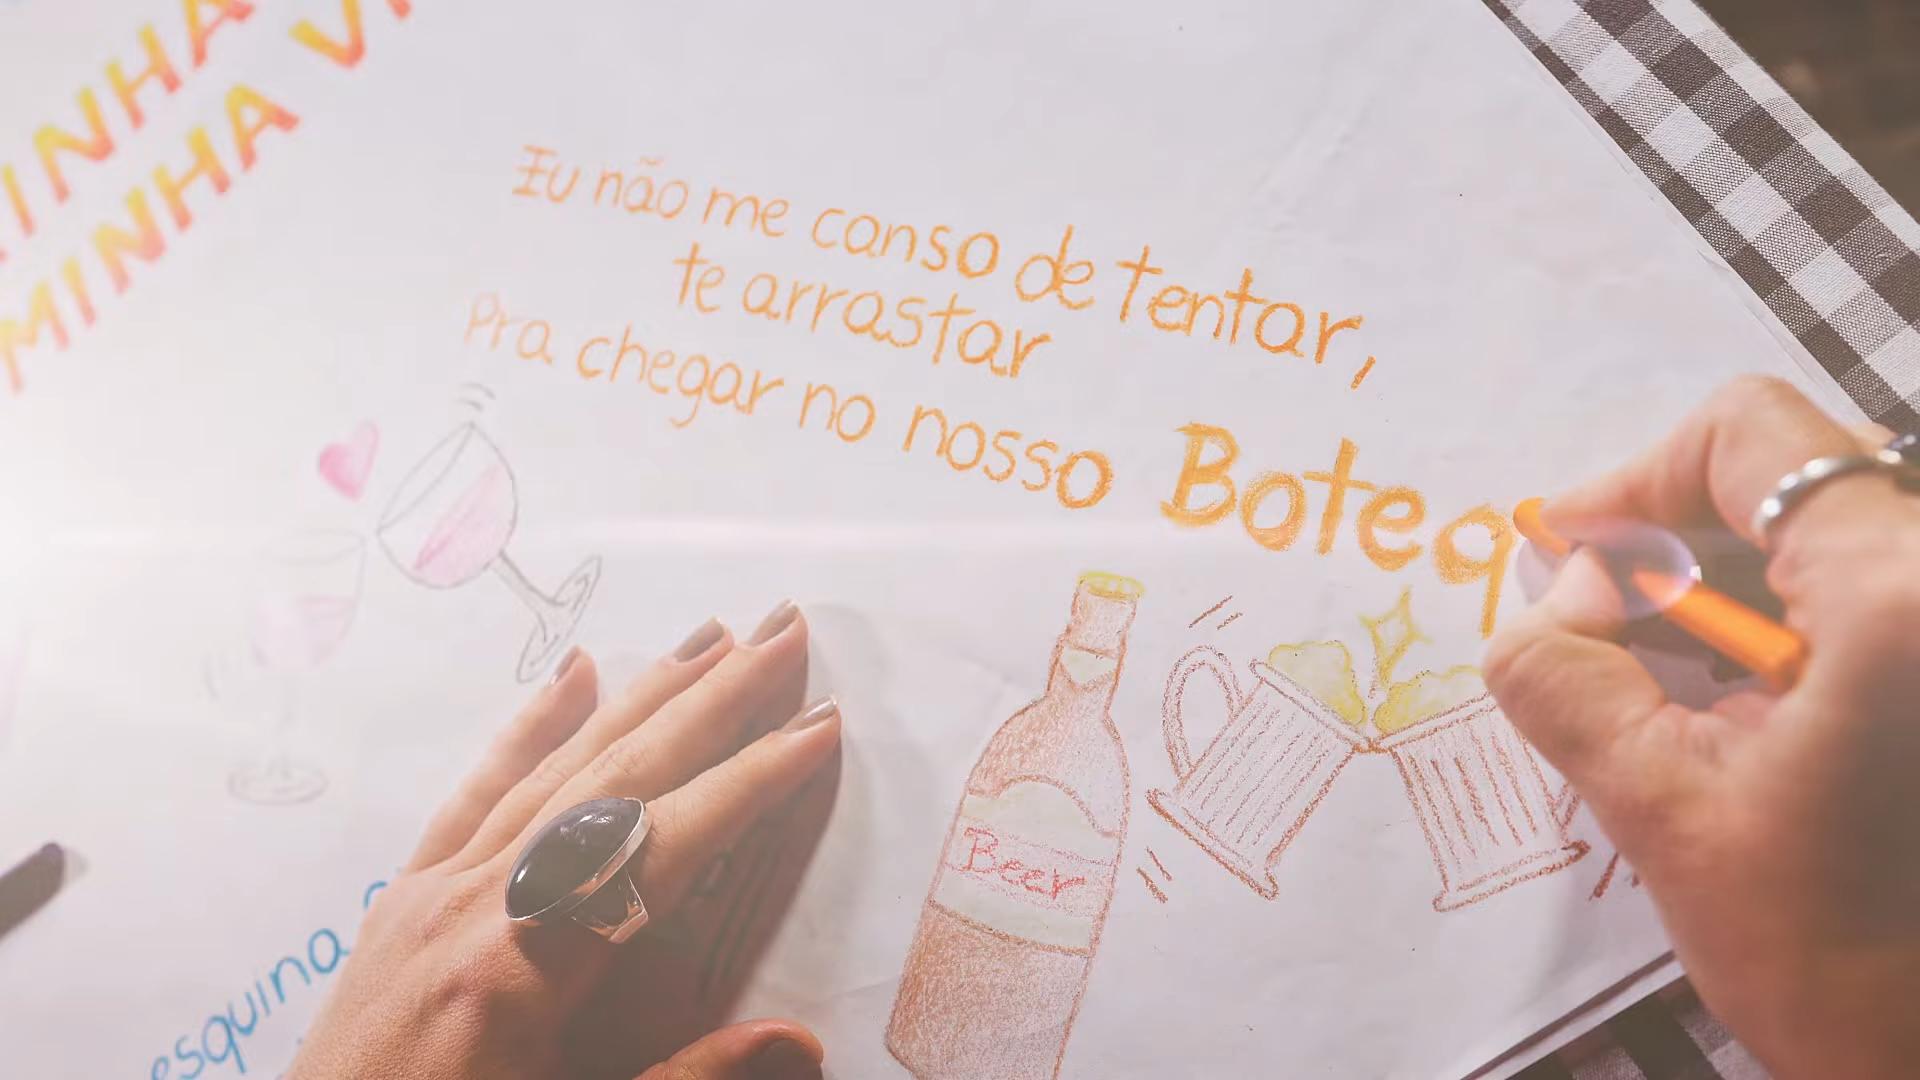 INHA
MINHA V
Eu não me canso de tentar,
te arrastar
Pra chegar no nosso Boteq
Beer
esquina